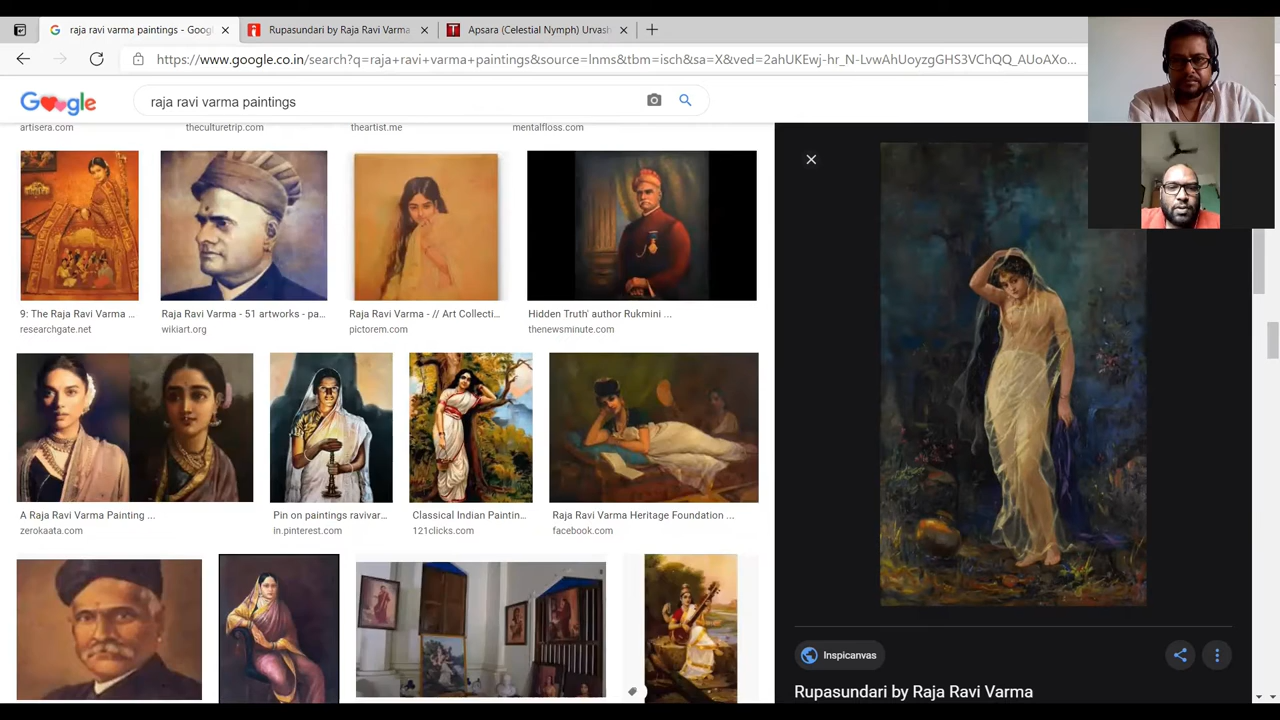 raja ravi varma paintings - Goog
Rupasundari by Raja Ravi Varma
Apsara (Celestial Nymph) Urvash
https://www.google.co.in/search?q=raja+ravi+varma+paintings&source=lnms&tbm=isch&sa=X&ved=2ahUKEwj-hr_N-LvwAhUoyzgGHS3VChQQ_AUoAXo...
raja ravi varma paintings
artisera.com
theculturetrip.com
theartist.me
mentalfloss.com
9: The Raja Ravi Varma ...
Raja Ravi Varma - 51 artworks - pa...
Raja Ravi Varma - // Art Collecti...
Hidden Truth' author Rukmini ...
researchgate.net
wikiart.org
pictorem.com
thenewsminute.com
A Raja Ravi Varma Painting ...
Pin on paintings ravivar...
Classical Indian Paintin...
Raja Ravi Varma Heritage Foundation ...
zerokaata.com
in.pinterest.com
121clicks.com
facebook.com
Inspicanvas
Rupasundari by Raja Ravi Varma